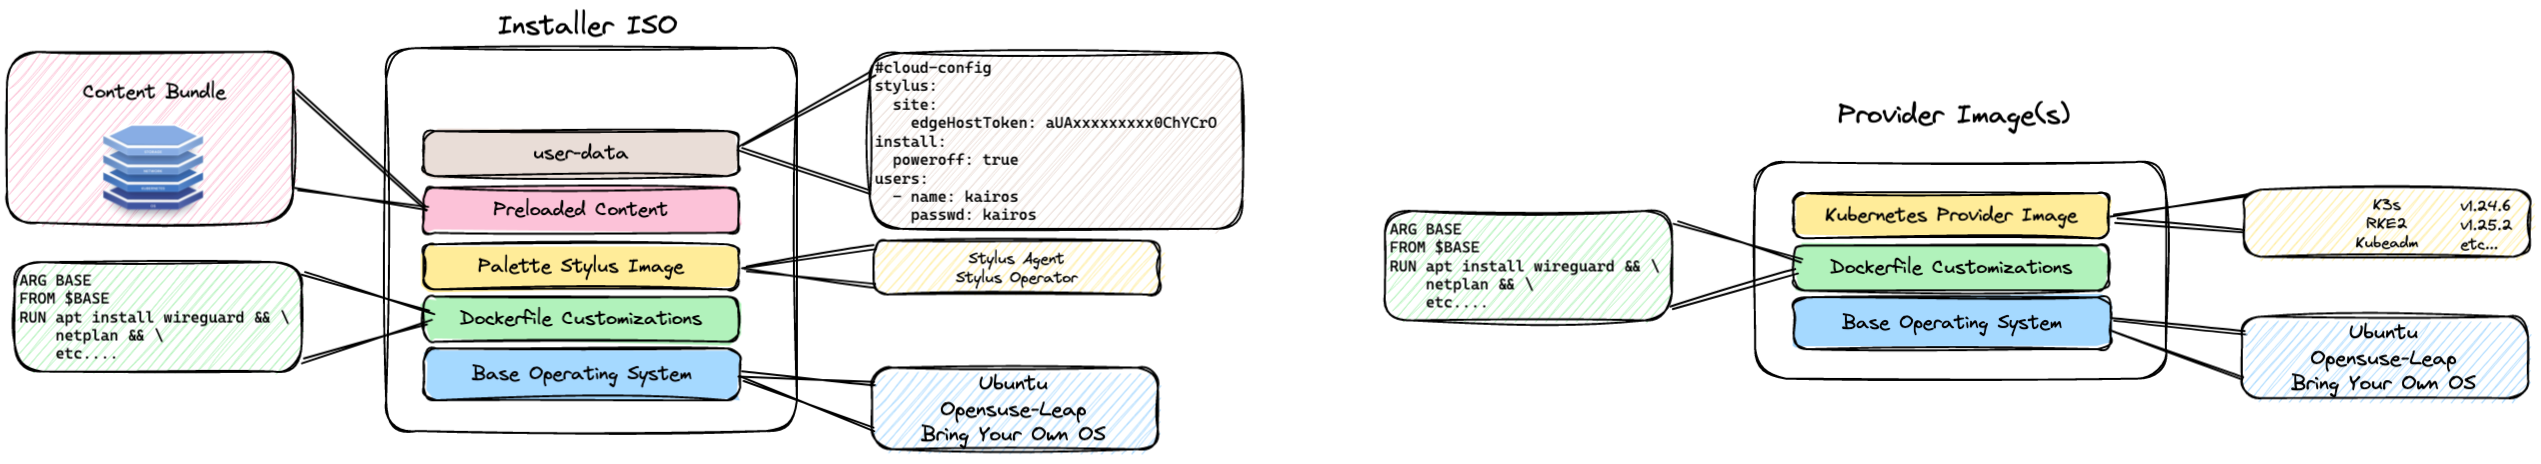 Installer ISO
Content Bundle
user-data
Preloaded Content
Palette Stylus Image
Dockerfile Customizations
Base Operating System
ARG BASE
FROM $BASE
RUN apt install wireguard && \
    netplan && \
    etc....
#cloud-config
stylus:
  site:
    edgeHostToken: aUAxxxxxxxxx0ChYCrO
install:
  poweroff: true
users:
  - name: kairos
    passwd: kairos
Stylus Agent
Stylus Operator
Ubuntu
Opensuse-Leap
Bring Your Own OS
Provider Image(s)
ARG BASE
FROM $BASE
RUN apt install wireguard && \
    netplan && \
    etc....
Kubernetes Provider Image
Dockerfile Customizations
Base Operating System
K3s v1.24.6
RKE2 v1.25.2
Kubeadm etc...
Ubuntu
Opensuse-Leap
Bring Your Own OS